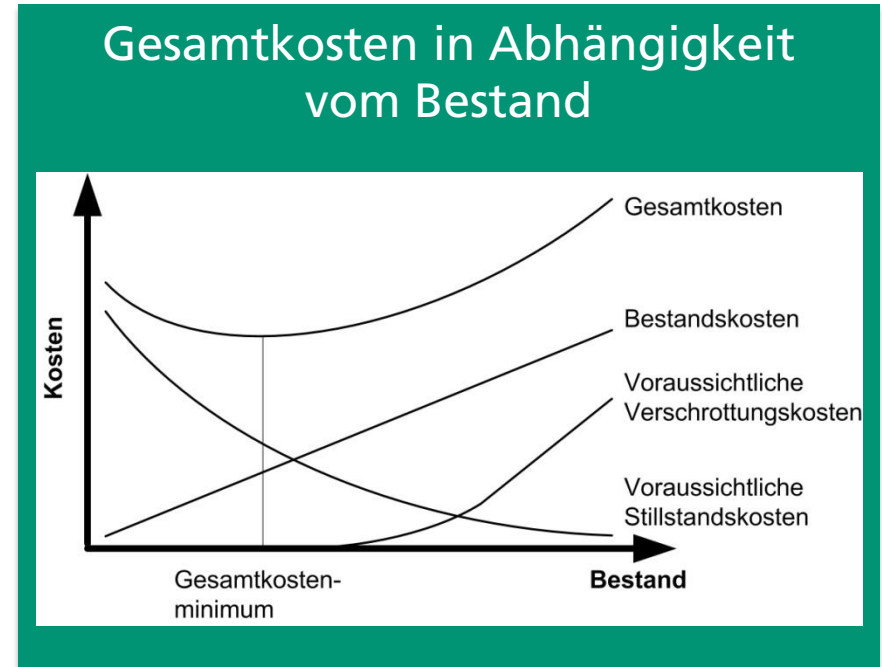 Gesamtkosten in Abhängigkeit
vom Bestand
Gesamtkosten
Bestandskosten
Voraussichtliche
Verschrottungskosten
Voraussichtliche
Stillstandskosten
Kosten
Gesamtkosten-
minimum
Bestand